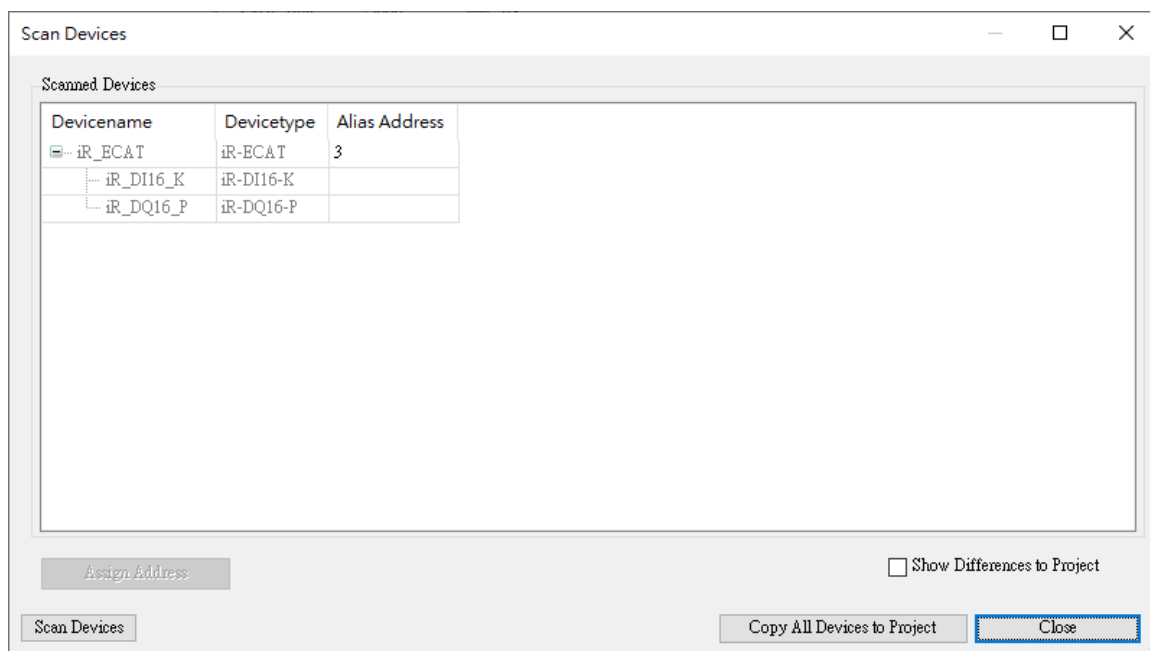 Scan Devices
Scanned Devices
Devicename Devicetype Alias Address
iR_ECAT iR-ECAT 3
iR_DI16_K iR-DI16-K
iR_DQ16_P iR-DQ16-P
Assign Address
Show Differences to Project
Scan Devices Copy All Devices to Project Close